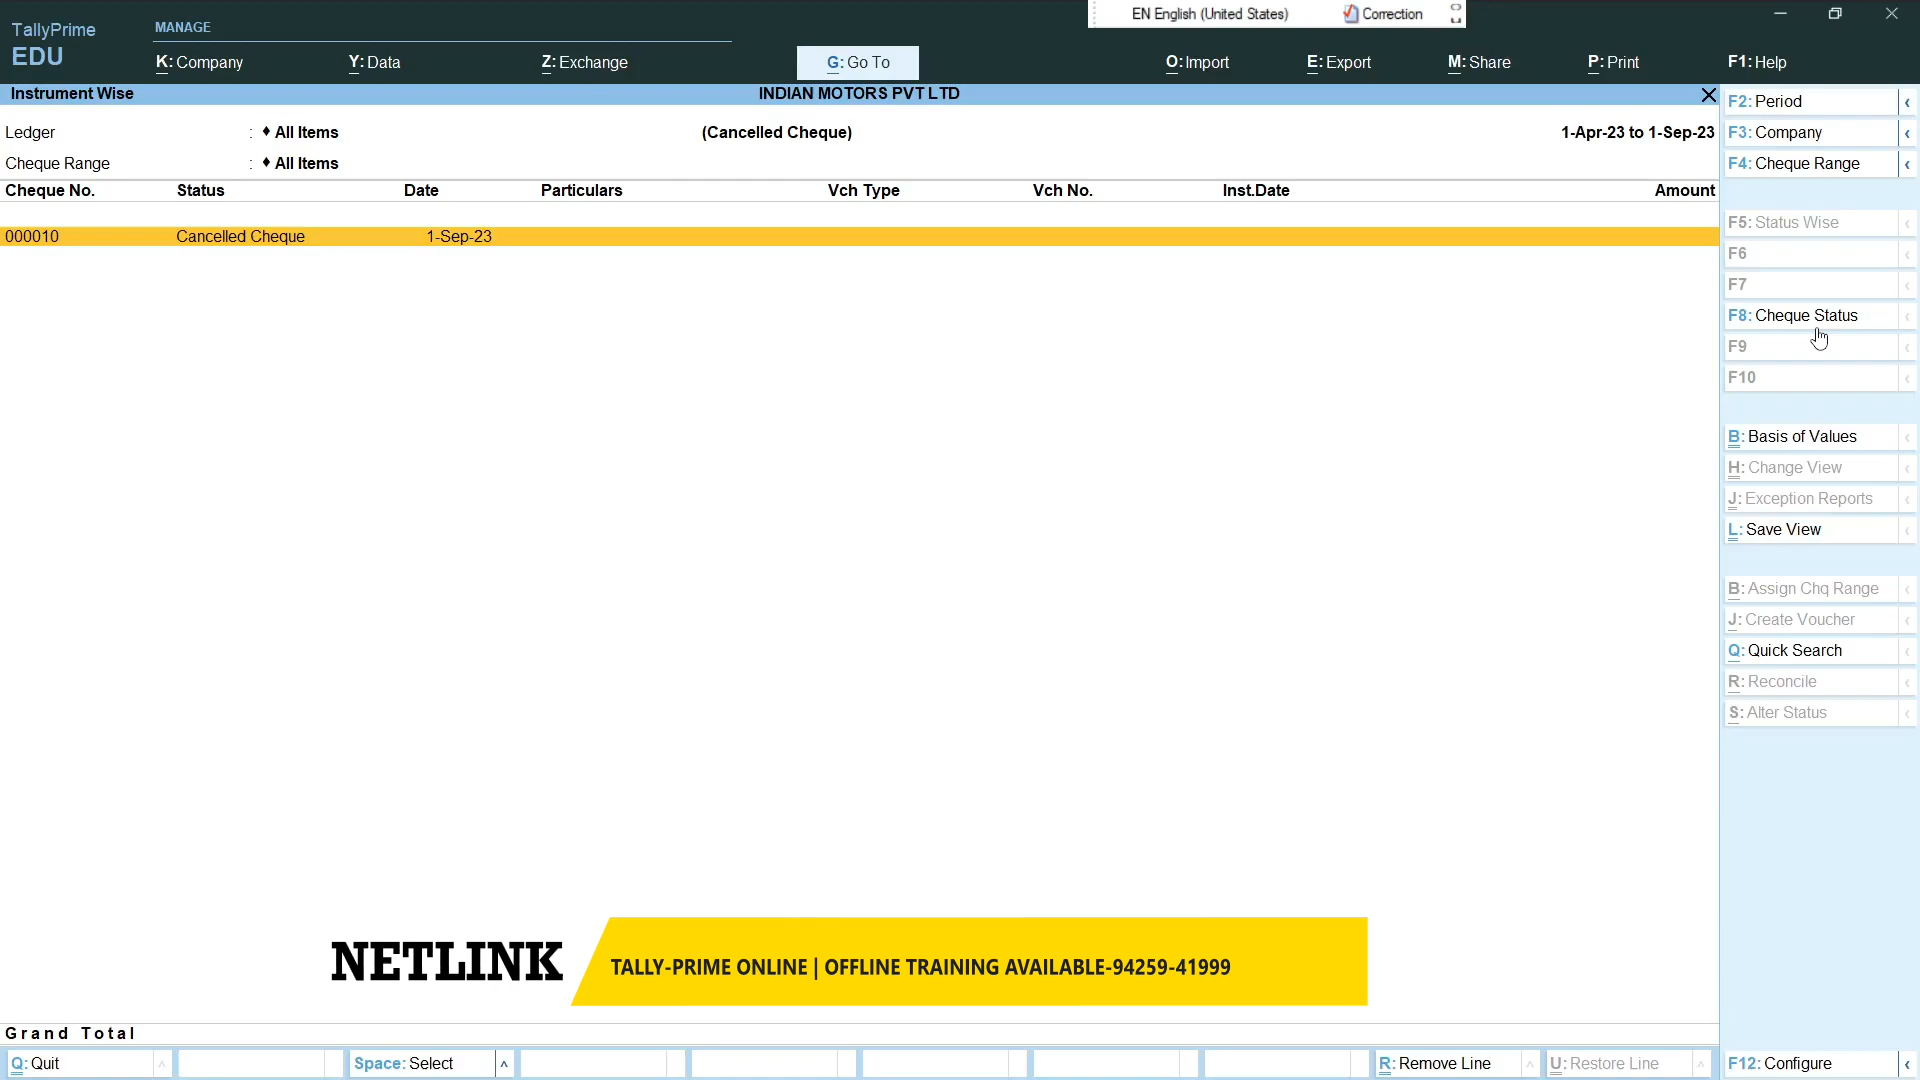 EN English (United States) Correction
TallyPrime
EDU
MANAGE
K: Company Y: Data Z: Exchange G: Go To O: Import E: Export M: Share P: Print F1: Help
Instrument Wise INDIAN MOTORS PVT LTD
Ledger : ♦ All Items (Cancelled Cheque) 1-Apr-23 to 1-Sep-23
Cheque Range : ♦ All Items
Cheque No. Status Date Particulars Vch Type Vch No. Inst.Date Amount
000010 Cancelled Cheque 1-Sep-23
F2: Period
F3: Company
F4: Cheque Range
F5: Status Wise
F6
F7
F8: Cheque Status
F9
F10
B: Basis of Values
H: Change View
J: Exception Reports
L: Save View
B: Assign Chq Range
J: Create Voucher
Q: Quick Search
R: Reconcile
S: Alter Status
NETLINK
TALLY-PRIME ONLINE | OFFLINE TRAINING AVAILABLE-94259-41999
Grand Total
Q: Quit Space: Select R: Remove Line U: Restore Line F12: Configure